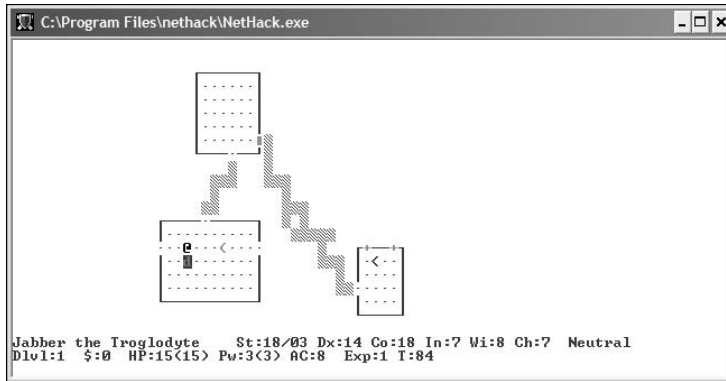 C:\Program Files\nethack\NetHack.exe
Jabber the Troglodyte St:18/03 Dx:14 Co:18 In:7 Wi:8 Ch:7 Neutral
Dlvl:1 $:0 HP:15(15) Pw:3(3) AC:8 Exp:1 T:84